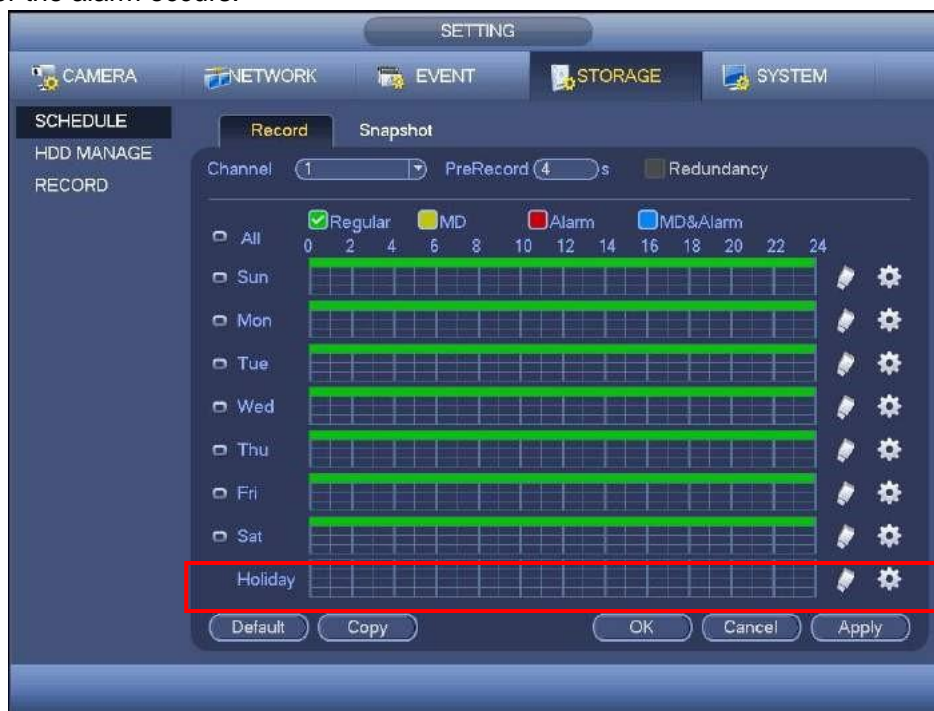 r the alarm occurs.
SETTING
CAMERA NETWORK EVENT STORAGE SYSTEM
SCHEDULE
HDD MANAGE
RECORD
Record Snapshot
Channel 1 PreRecord 4 s Redundancy
All Regular MD Alarm MD&Alarm
0 2 4 6 8 10 12 14 16 18 20 22 24
Sun
Mon
Tue
Wed
Thu
Fri
Sat
Holiday
Default Copy OK Cancel Apply